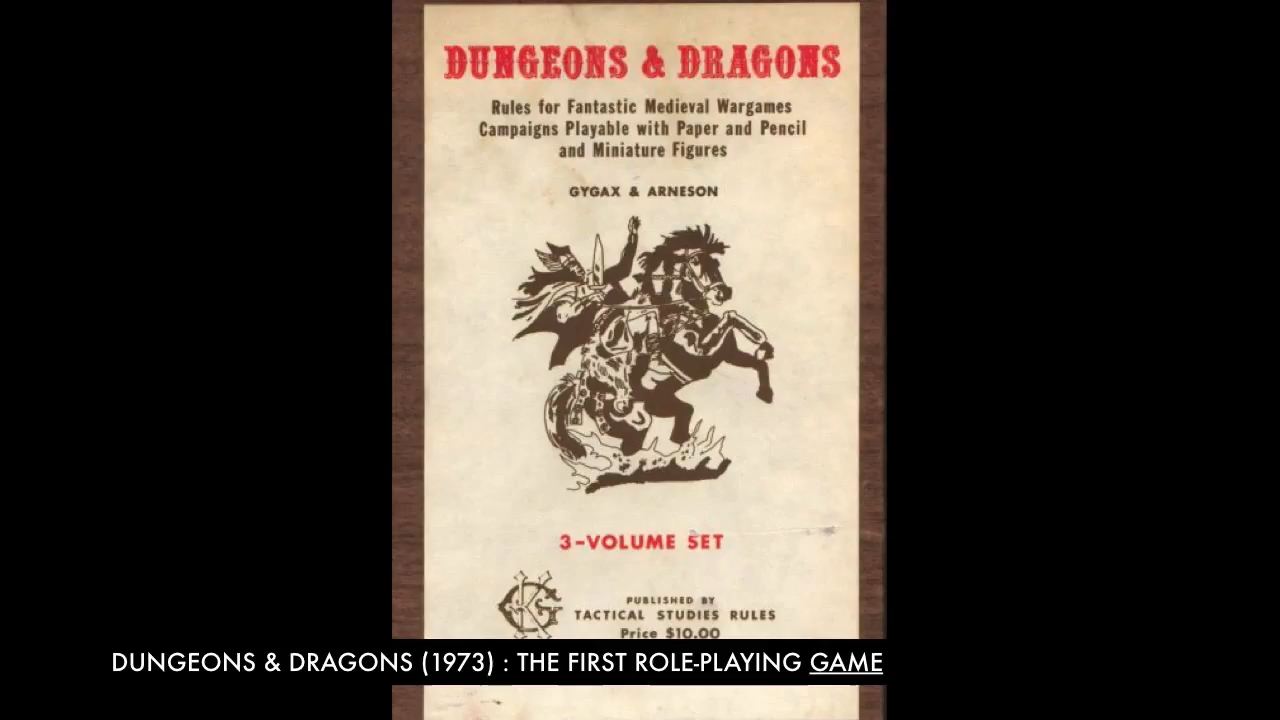 DUNGEONS & DRAGONS
Rules for Fantastic Medieval Wargames
Campaigns Playable with Paper and Pencil
and Miniature Figures
GYGAX & ARNESON
3-VOLUME SET
GK
PUBLISHED BY
TACTICAL STUDIES RULES
Price $10.00
DUNGEONS & DRAGONS (1973) : THE FIRST ROLE-PLAYING GAME